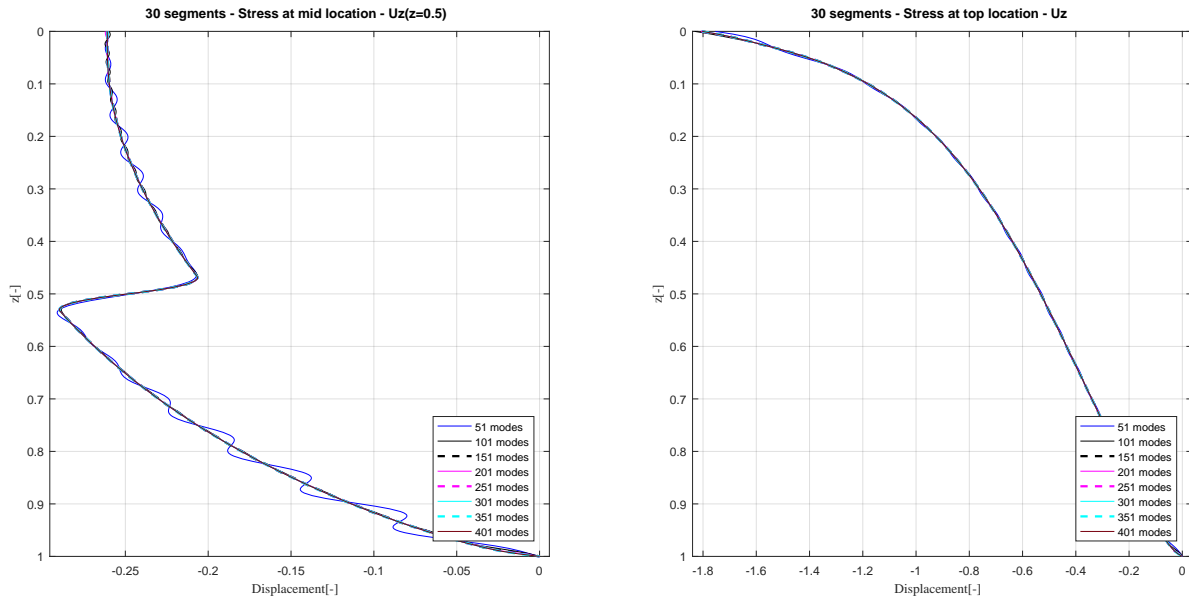 30 segments - Stress at mid location - Uz(z=0.5)
0
0.1
0.2
0.3
0.4
0.5
0.6
0.7
0.8
0.9
1
z[-]
-0.25
-0.2
-0.15
-0.1
-0.05
0
Displacement[-]
51 modes
101 modes
151 modes
201 modes
251 modes
301 modes
351 modes
401 modes
30 segments - Stress at top location - Uz
0
0.1
0.2
0.3
0.4
0.5
0.6
0.7
0.8
0.9
1
z[-]
-1.8
-1.6
-1.4
-1.2
-1
-0.8
-0.6
-0.4
-0.2
0
Displacement[-]
51 modes
101 modes
151 modes
201 modes
251 modes
301 modes
351 modes
401 modes